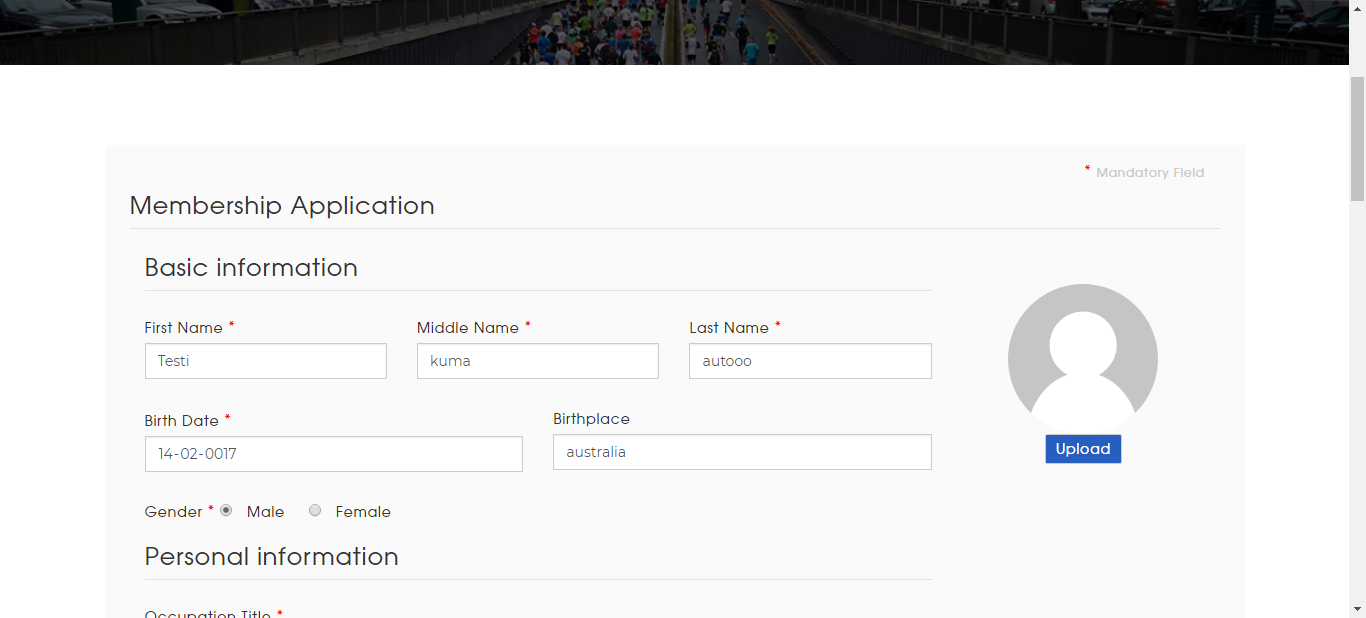 * Mandatory Field
Membership Application
Basic information
First Name * Middle Name * Last Name *
Testi kuma autooo
Birth Date * Birthplace
14-02-0017 australia
Upload
Gender * Male Female
Personal information
Occupation Title *